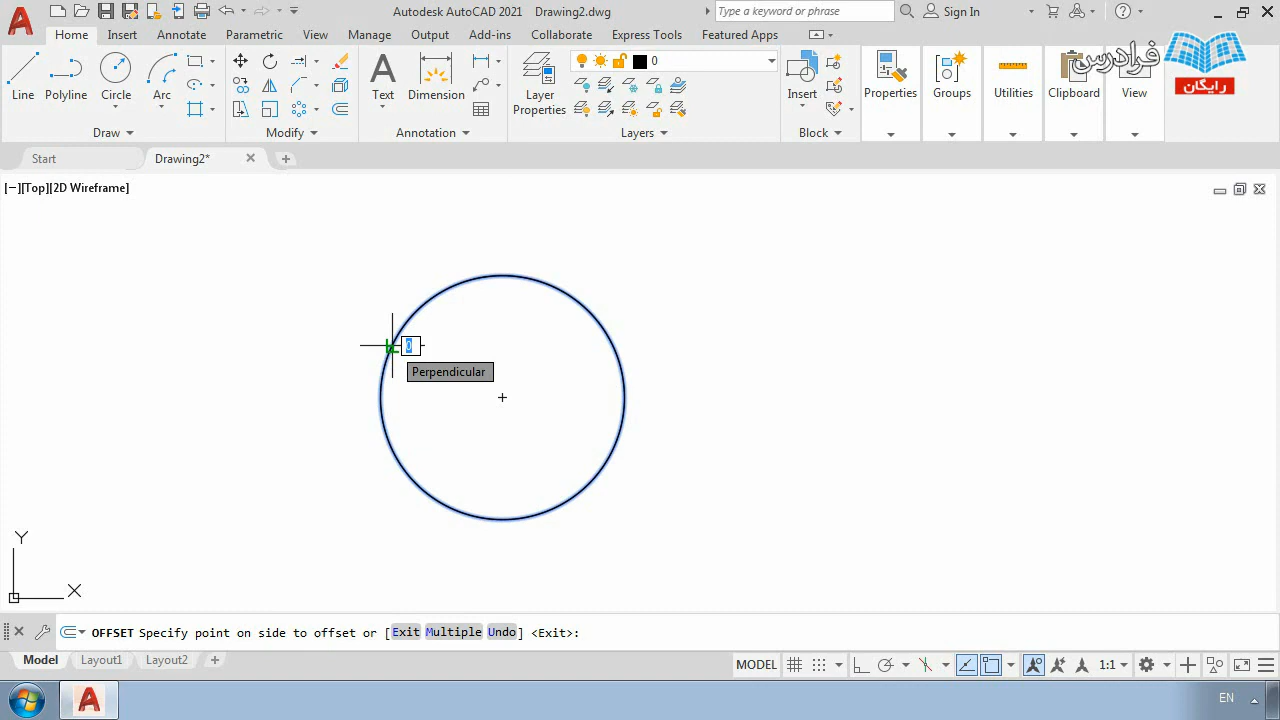 Autodesk AutoCAD 2021 Drawing2.dwg
Type a keyword or phrase
Sign In
Home Insert Annotate Parametric View Manage Output Add-ins Collaborate Express Tools Featured Apps
فرادرس
رایگان
0
Line Polyline Circle Arc
Text Dimension
Layer
Properties
Insert
Properties Groups Utilities Clipboard View
Draw Modify Annotation Layers Block
Start Drawing2*
[−][Top][2D Wireframe]
0
Perpendicular
Y
X
OFFSET Specify point on side to offset or [Exit Multiple Undo] <Exit>:
Model Layout1 Layout2
MODEL 1:1
EN